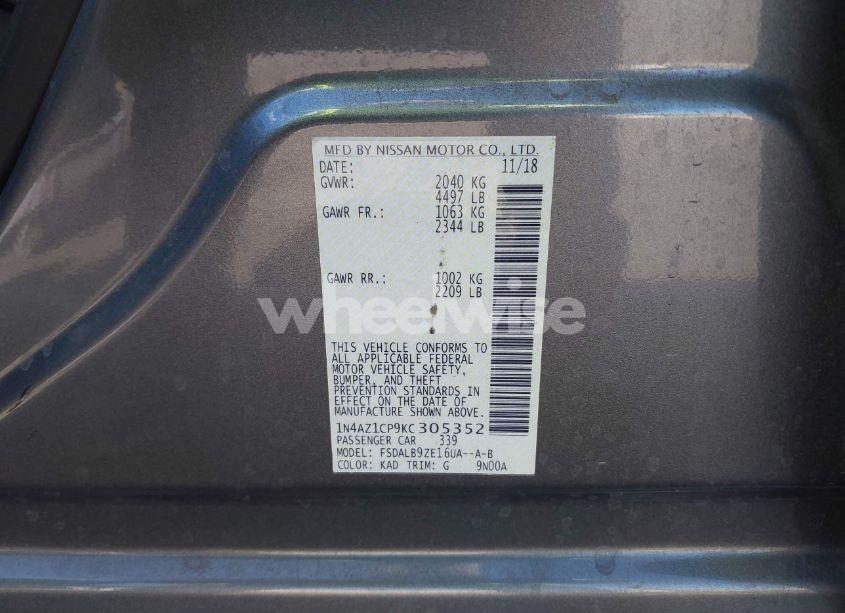 MFD BY NISSAN MOTOR CO., LTD.
DATE: 11/18
GVWR: 2040 KG
4497 LB
GAWR FR.: 1063 KG
2344 LB
GAWR RR.: 1002 KG
2209 LB
wheelwise
THIS VEHICLE CONFORMS TO
ALL APPLICABLE FEDERAL
MOTOR VEHICLE SAFETY,
BUMPER, AND THEFT
PREVENTION STANDARDS IN
EFFECT ON THE DATE OF
MANUFACTURE SHOWN ABOVE.
1N4AZ1CP9KC305352
PASSENGER CAR 339
MODEL: FSDALB9ZE16UA--A-B
COLOR: KAD TRIM: G 9N00A